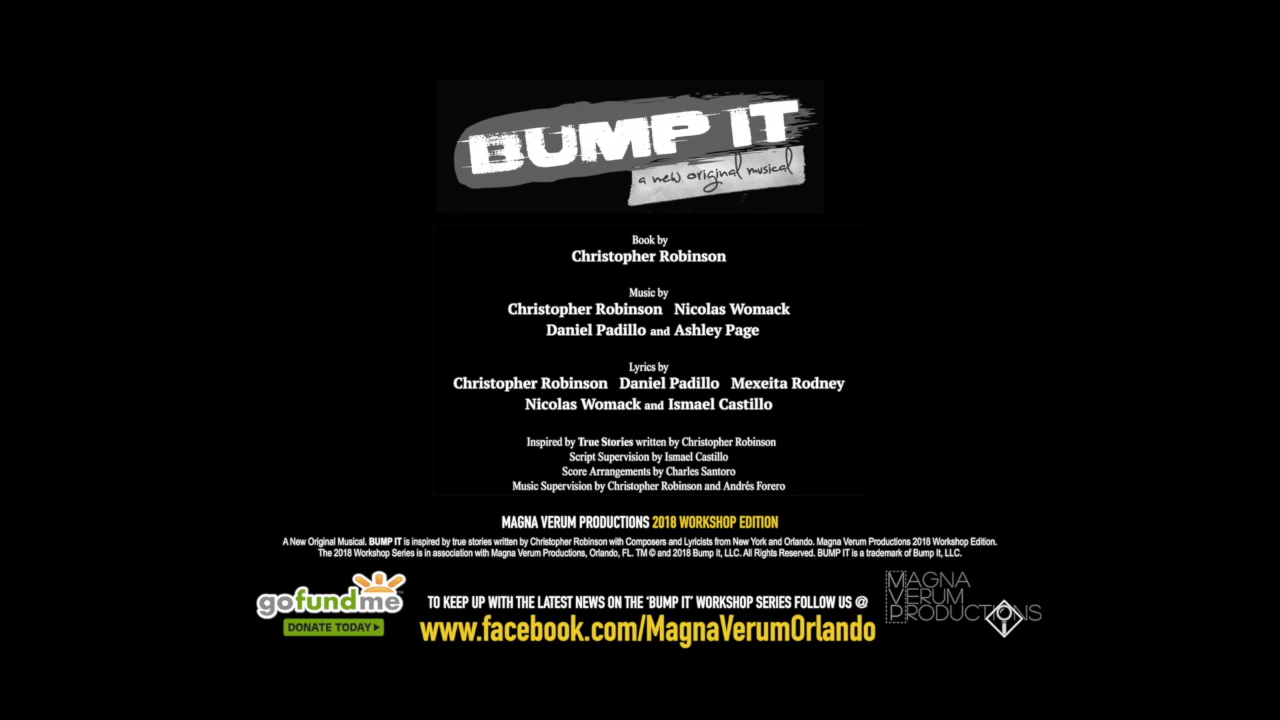 BUMP IT
a new original musical
Book by
Christopher Robinson
Music by
Christopher Robinson Nicolas Womack
Daniel Padillo and Ashley Page
Lyrics by
Christopher Robinson Daniel Padillo Mexeita Rodney
Nicolas Womack and Ismael Castillo
Inspired by True Stories written by Christopher Robinson
Script Supervision by Ismael Castillo
Score Arrangements by Charles Santoro
Music Supervision by Christopher Robinson and Andrés Forero
MAGNA VERUM PRODUCTIONS 2018 WORKSHOP EDITION
A New Original Musical. BUMP IT is inspired by true stories written by Christopher Robinson with Composers and Lyricists from New York and Orlando. Magna Verum Productions 2018 Workshop Edition.
The 2018 Workshop Series is in association with Magna Verum Productions, Orlando, FL. TM © and 2018 Bump It, LLC. All Rights Reserved. BUMP IT is a trademark of Bump It, LLC.
gofundme
DONATE TODAY
TO KEEP UP WITH THE LATEST NEWS ON THE ‘BUMP IT’ WORKSHOP SERIES FOLLOW US @
www.facebook.com/MagnaVerumOrlando
MAGNA
VERUM
PRODUCTIONS